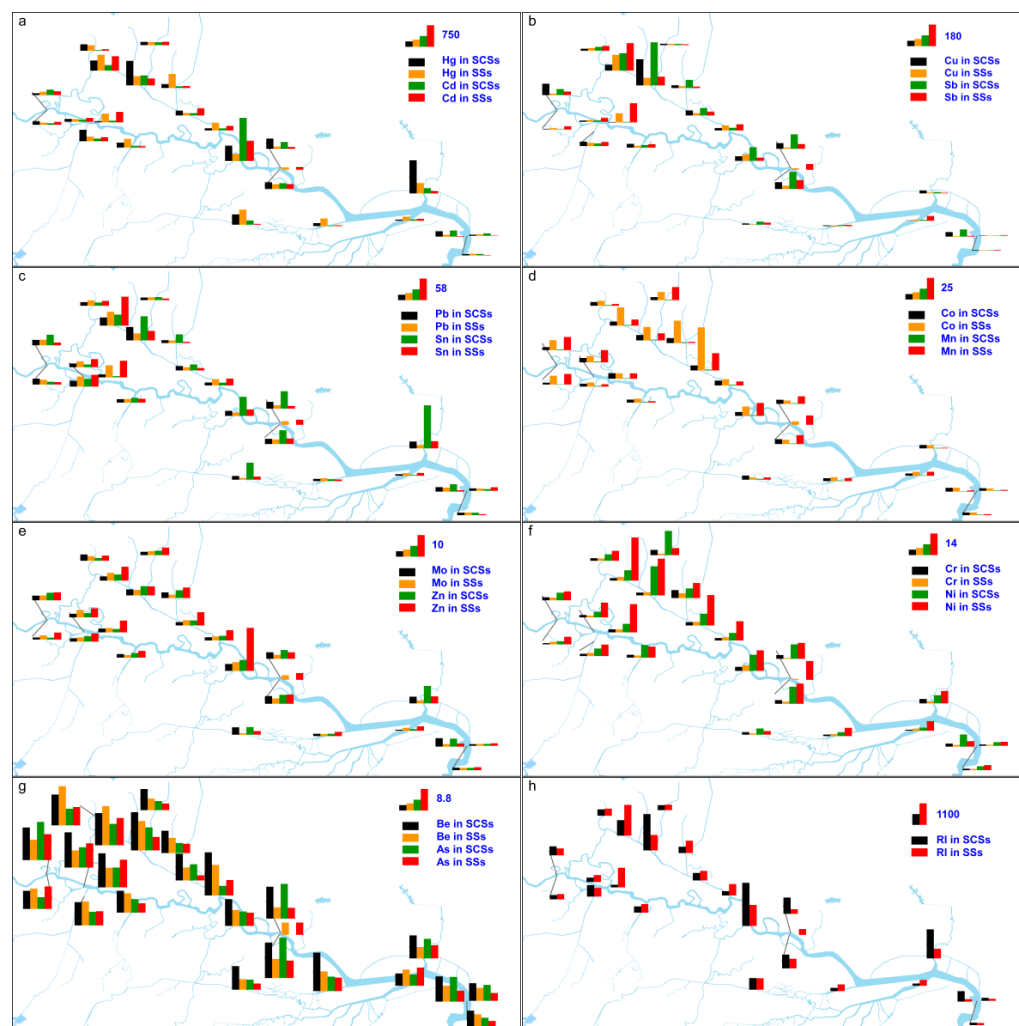 a
750
Hg in SCSs
Hg in SSs
Cd in SCSs
Cd in SSs
b
180
Cu in SCSs
Cu in SSs
Sb in SCSs
Sb in SSs
c
58
Pb in SCSs
Pb in SSs
Sn in SCSs
Sn in SSs
d
25
Co in SCSs
Co in SSs
Mn in SCSs
Mn in SSs
e
10
Mo in SCSs
Mo in SSs
Zn in SCSs
Zn in SSs
f
14
Cr in SCSs
Cr in SSs
Ni in SCSs
Ni in SSs
g
8.8
Be in SCSs
Be in SSs
As in SCSs
As in SSs
h
1100
RI in SCSs
RI in SSs